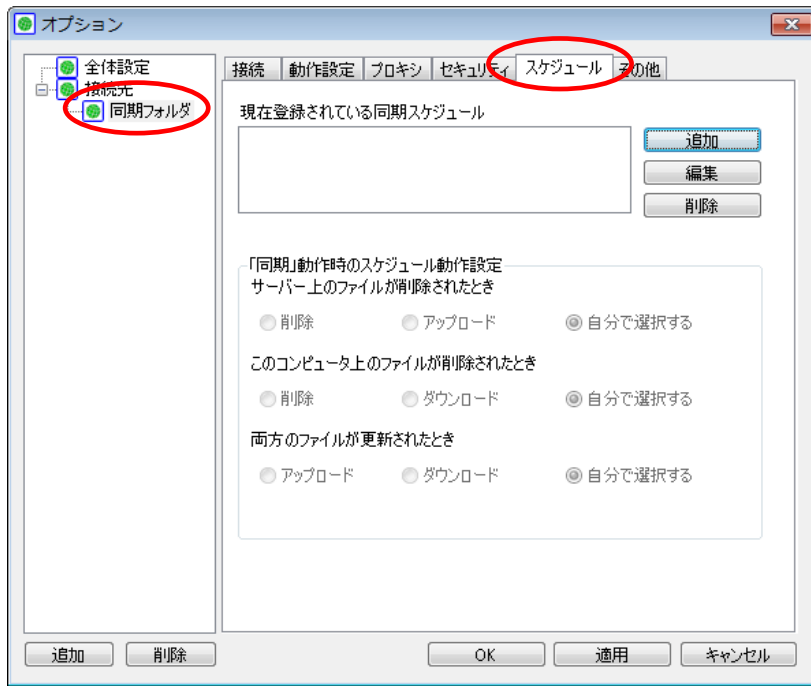 オプション
全体設定
接続先
同期フォルダ
接続 動作設定 プロキシ セキュリティ スケジュール その他
現在登録されている同期スケジュール
追加
編集
削除
「同期」動作時のスケジュール動作設定
サーバー上のファイルが削除されたとき
削除 アップロード 自分で選択する
このコンピュータ上のファイルが削除されたとき
削除 ダウンロード 自分で選択する
両方のファイルが更新されたとき
アップロード ダウンロード 自分で選択する
追加 削除 OK 適用 キャンセル